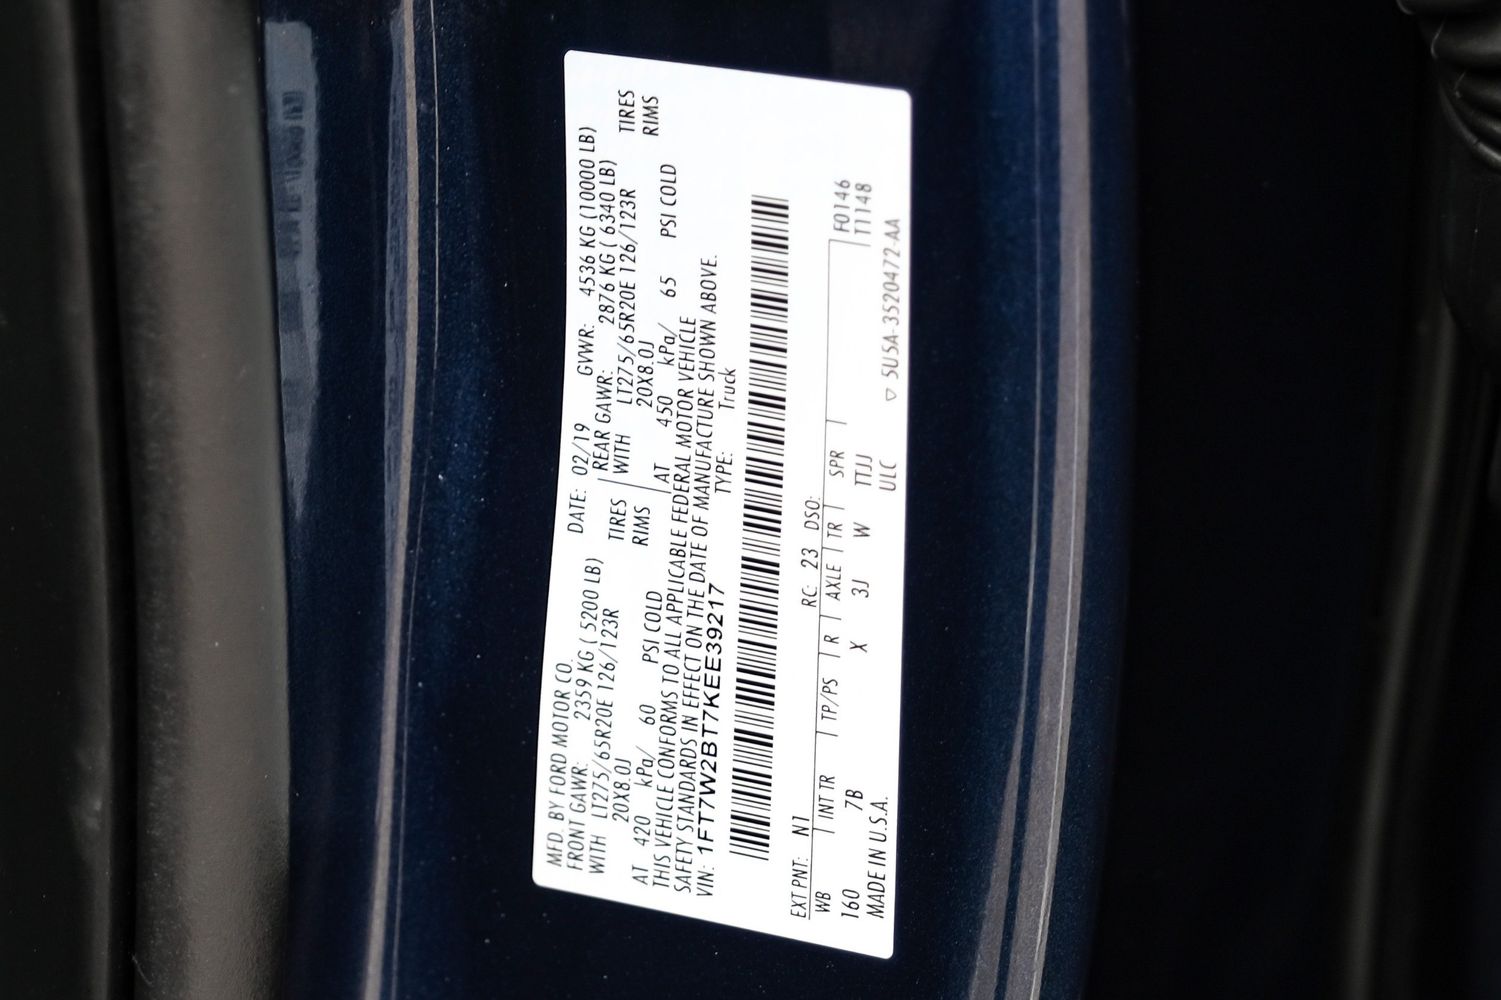 MFD. BY FORD MOTOR CO. DATE: 02/19 GVWR: 4536 KG (10000 LB)
FRONT GAWR: 2359 KG ( 5200 LB) REAR GAWR: 2876 KG ( 6340 LB)
WITH LT275/65R20E 126/123R TIRES WITH LT275/65R20E 126/123R TIRES
20X8.0J RIMS 20X8.0J RIMS
AT 420 kPa/ 60 PSI COLD AT 450 kPa/ 65 PSI COLD
THIS VEHICLE CONFORMS TO ALL APPLICABLE FEDERAL MOTOR VEHICLE
SAFETY STANDARDS IN EFFECT ON THE DATE OF MANUFACTURE SHOWN ABOVE.
VIN: 1FT7W2BT7KEE39217 TYPE: Truck
EXT PNT: N1 RC: 23 DSO: F0146
WB INT TR TP/PS R AXLE TR SPR T1148
160 7B X 3J W TTJJ
MADE IN U.S.A. ULC ▽ 5U5A-3520472-AA